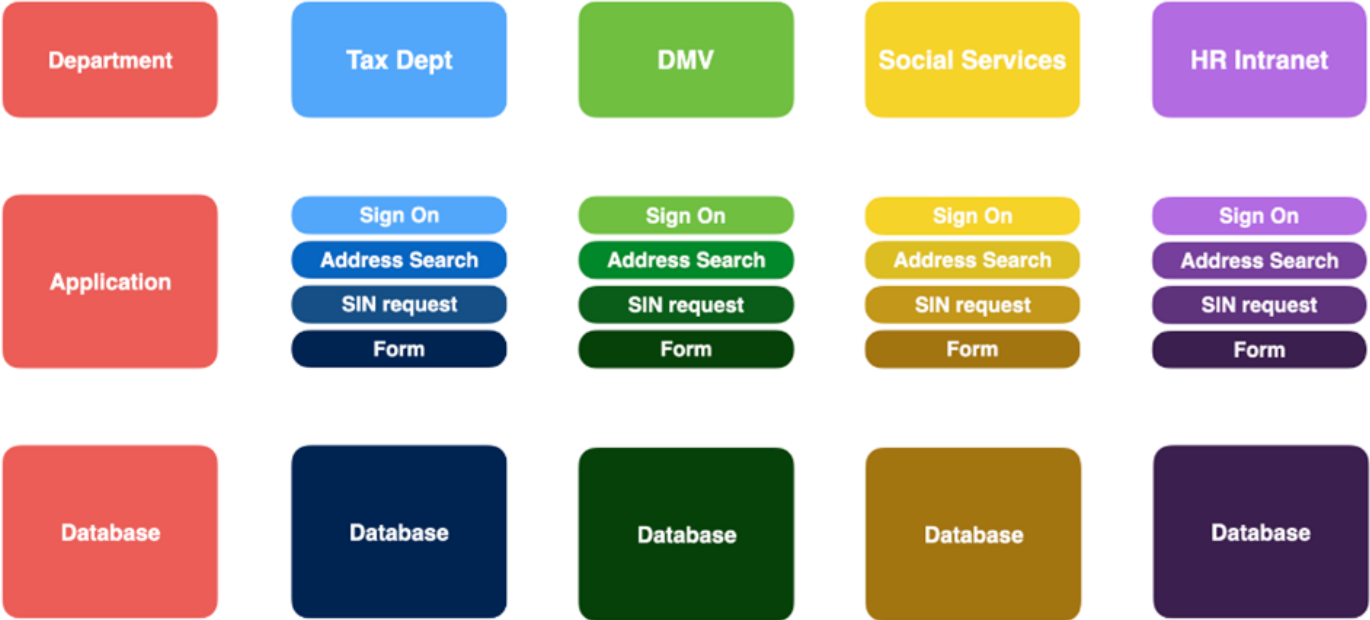 Department
Tax Dept
DMV
Social Services
HR Intranet
Application
Sign On
Sign On
Sign On
Sign On
Address Search
Address Search
Address Search
Address Search
SIN request
SIN request
SIN request
SIN request
Form
Form
Form
Form
Database
Database
Database
Database
Database